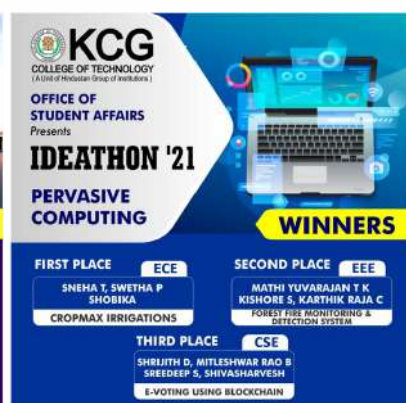 KCG
COLLEGE OF TECHNOLOGY
( A Unit of Hindustan Group of Institutions )
OFFICE OF
STUDENT AFFAIRS
Presents
IDEATHON '21
PERVASIVE
COMPUTING
WINNERS
FIRST PLACE
ECE
SNEHA T, SWETHA P
SHOBIKA
CROPMAX IRRIGATIONS
SECOND PLACE
EEE
MATHI YUVARAJAN T K
KISHORE S, KARTHIK RAJA C
FOREST FIRE MONITORING &
DETECTION SYSTEM
THIRD PLACE
CSE
SHRIJITH D, MITLESHWAR RAO B
SREEDEEP S, SHIVASHARVESH
E-VOTING USING BLOCKCHAIN